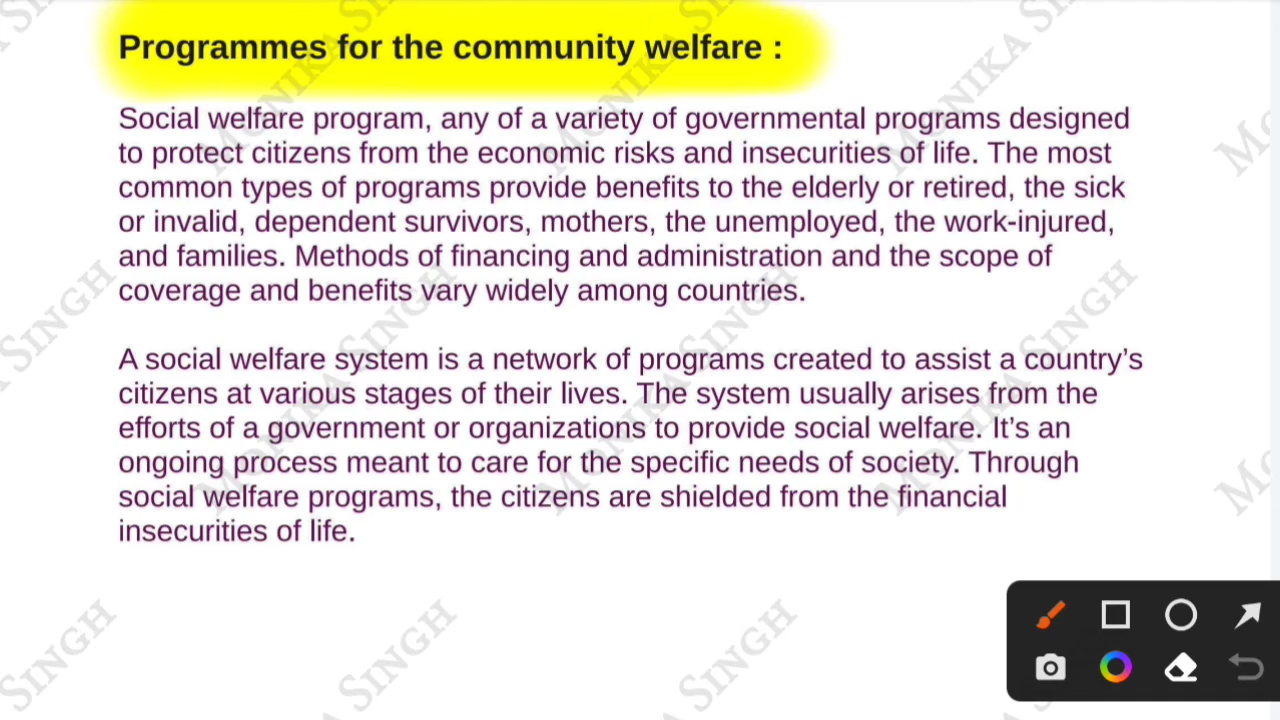 Programmes for the community welfare :
Social welfare program, any of a variety of governmental programs designed
to protect citizens from the economic risks and insecurities of life. The most
common types of programs provide benefits to the elderly or retired, the sick
or invalid, dependent survivors, mothers, the unemployed, the work-injured,
and families. Methods of financing and administration and the scope of
coverage and benefits vary widely among countries.
A social welfare system is a network of programs created to assist a country’s
citizens at various stages of their lives. The system usually arises from the
efforts of a government or organizations to provide social welfare. It’s an
ongoing process meant to care for the specific needs of society. Through
social welfare programs, the citizens are shielded from the financial
insecurities of life.
MONIKA SINGH